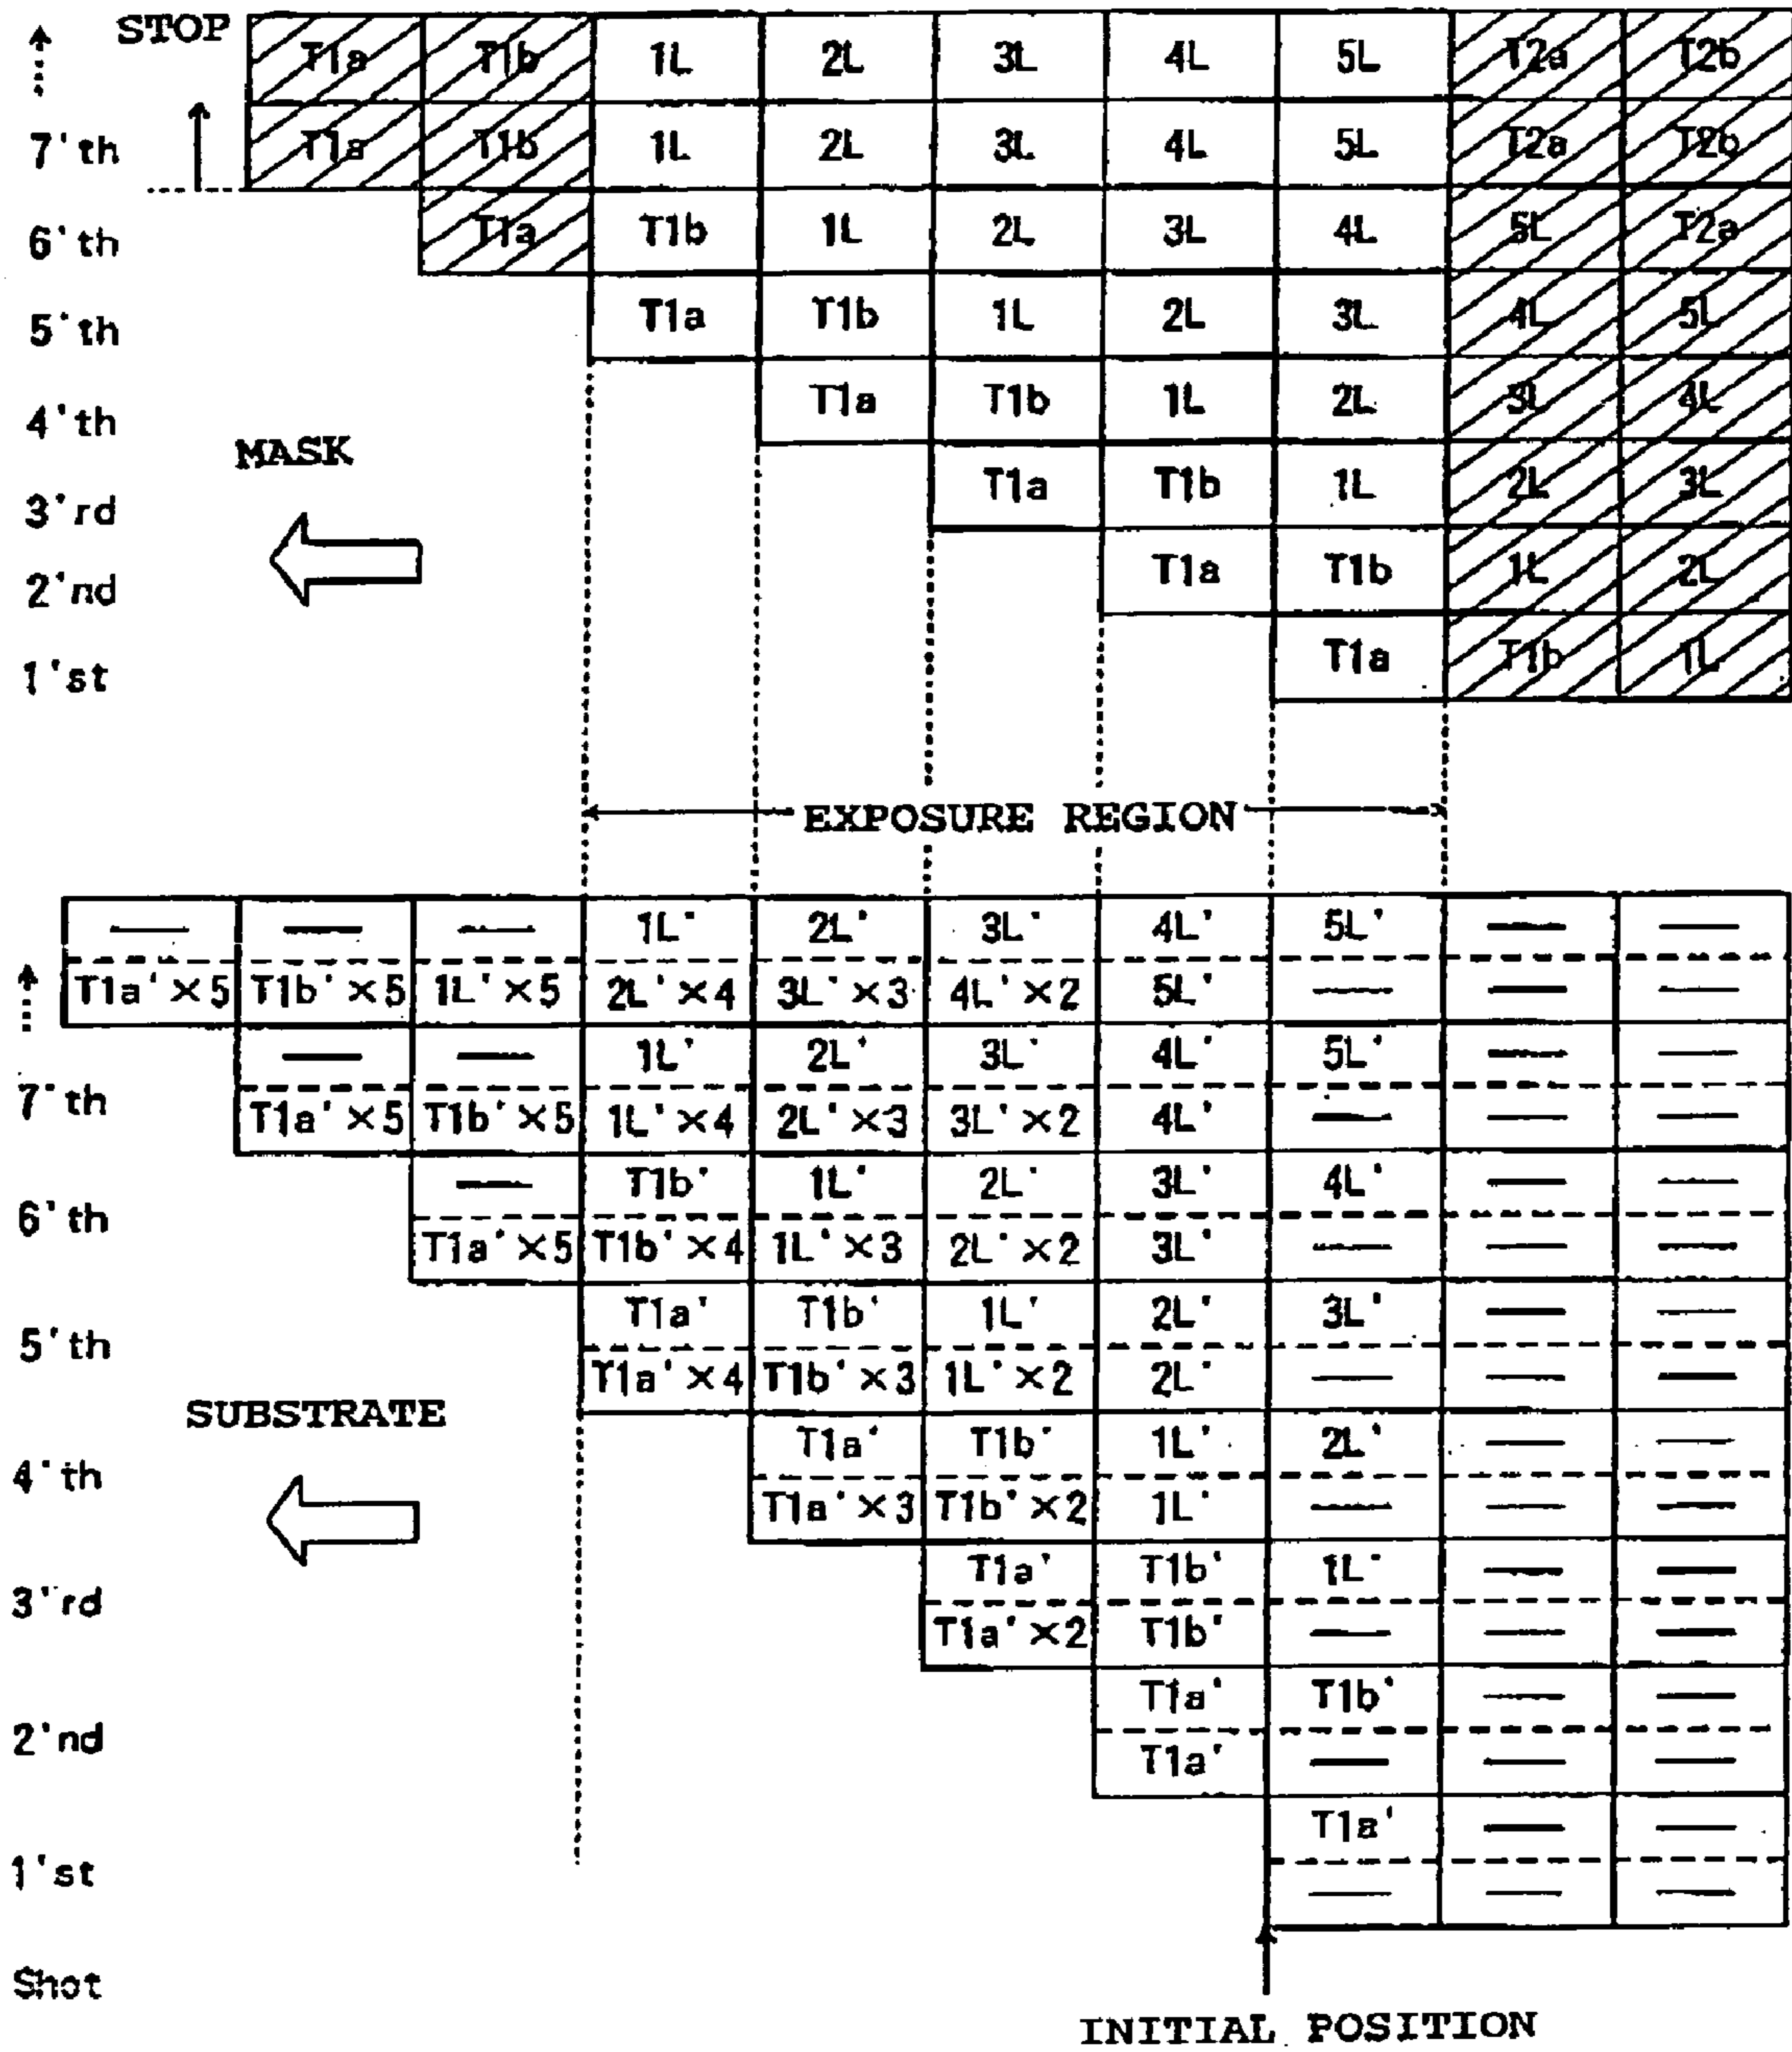 STOP T1a T1b 1L 2L 3L 4L 5L T2a T2b
7'th T1a T1b 1L 2L 3L 4L 5L T2a T2b
6'th T1a T1b 1L 2L 3L 4L 5L T2a
5'th T1a T1b 1L 2L 3L 4L 5L
4'th T1a T1b 1L 2L 3L 4L
MASK
3'rd T1a T1b 1L 2L 3L
2'nd T1a T1b 1L 2L
1'st T1a T1b 1L
EXPOSURE REGION
— — — 1L' 2L' 3L' 4L' 5L' — —
T1a'×5 T1b'×5 1L'×5 2L'×4 3L'×3 4L'×2 5L' — — —
7'th
— — 1L' 2L' 3L' 4L' 5L' — —
T1a'×5 T1b'×5 1L'×4 2L'×3 3L'×2 4L' — — —
6'th
— T1b' 1L' 2L' 3L' 4L' — —
T1a'×5 T1b'×4 1L'×3 2L'×2 3L' — — —
5'th
T1a' T1b' 1L' 2L' 3L' — —
T1a'×4 T1b'×3 1L'×2 2L' — — —
SUBSTRATE
4'th
T1a' T1b' 1L' 2L' — —
T1a'×3 T1b'×2 1L' — — —
3'rd
T1a' T1b' 1L' — —
T1a'×2 T1b' — — —
2'nd
T1a' T1b' — —
T1a' — — —
1'st
T1a' — —
— — —
Shot
INITIAL POSITION